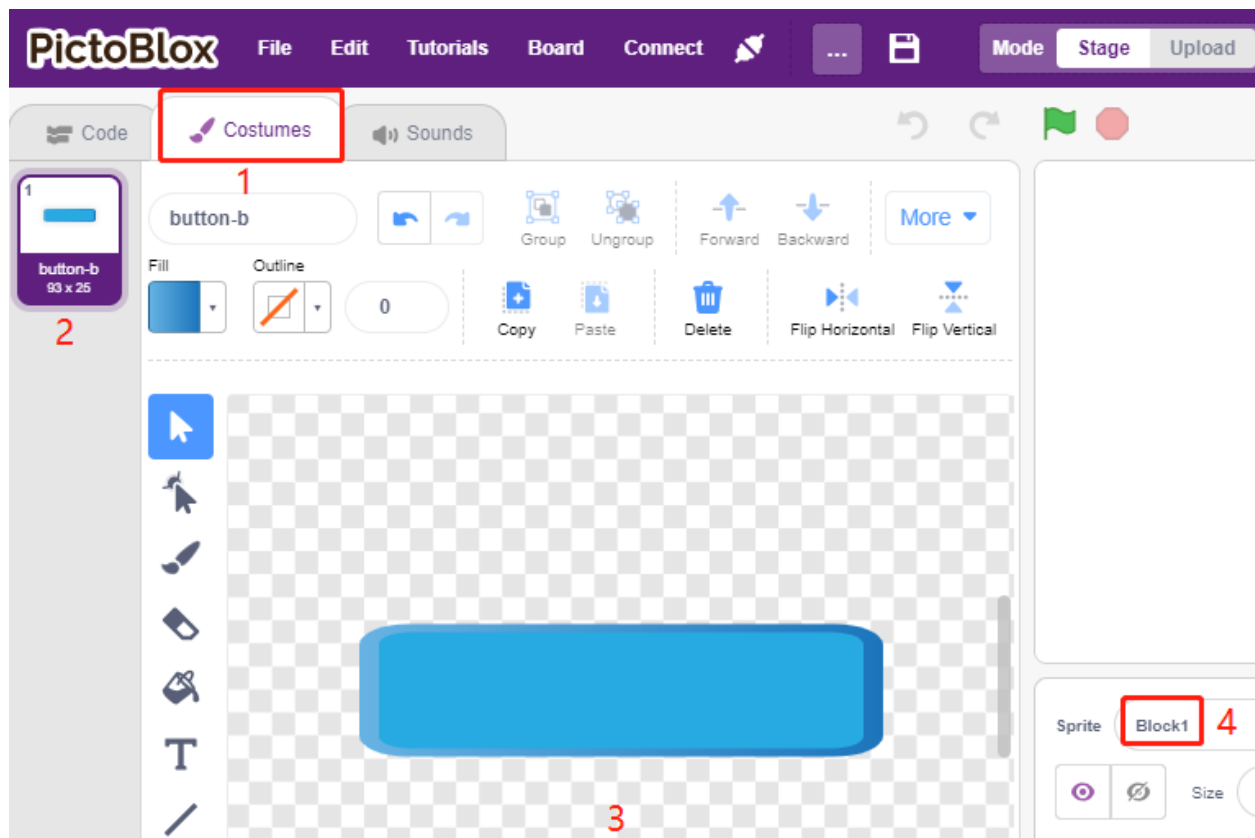 PictoBlox File Edit Tutorials Board Connect ... Mode Stage Upload
Code Costumes Sounds
1
1
button-b
93 x 25
2
button-b
Group Ungroup Forward Backward More
Fill Outline
0
Copy Paste Delete Flip Horizontal Flip Vertical
T
3
Sprite Block1 4
Size